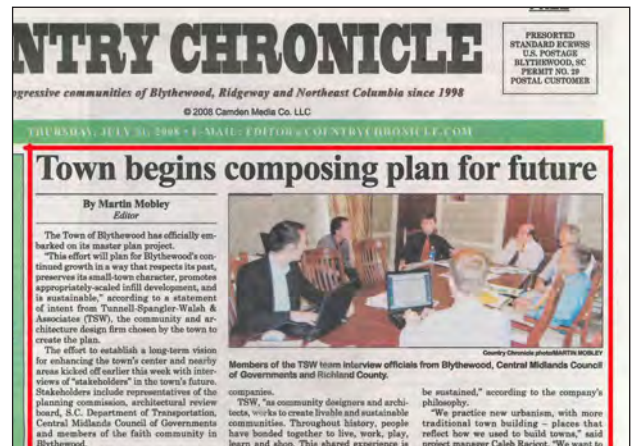 NTRY CHRONICLE
PRESORTED
STANDARD ECRWSS
U.S. POSTAGE
BLYTHEWOOD, SC
PERMIT NO. 29
POSTAL CUSTOMER
ogressive communities of Blythewood, Ridgeway and Northeast Columbia since 1998
© 2008 Camden Media Co. LLC
THURSDAY, JULY 31, 2008 • E-MAIL: EDITOR@COUNTRYCHRONICLE.COM
Town begins composing plan for future
By Martin Mobley
Editor
The Town of Blythewood has officially em-
barked on its master plan project.
"This effort will plan for Blythewood's con-
tinued growth in a way that respects its past,
preserves its small-town character, promotes
appropriately-scaled infill development, and
is sustainable," according to a statement
of intent from Tunnell-Spangler-Walsh &
Associates (TSW), the community and ar-
chitecture design firm chosen by the town to
create the plan.
The effort to establish a long-term vision
for enhancing the town's center and nearby
areas kicked off earlier this week with inter-
views of "stakeholders" in the town's future.
Stakeholders include representatives of the
planning commission, architectural review
board, S.C. Department of Transportation,
Central Midlands Council of Governments
and members of the faith community in
Blythewood.
Country Chronicle photo/MARTIN MOBLEY
Members of the TSW team interview officials from Blythewood, Central Midlands Council
of Governments and Richland County.
companies.
TSW, "as community designers and archi-
tects, works to create livable and sustainable
communities. Throughout history, people
have bonded together to live, work, play,
learn and shop. This shared experience is
be sustained," according to the company's
philosophy.
"We practice new urbanism, with more
traditional town building – places that
reflect how we used to build towns," said
project manager Caleb Racicot. "We want to